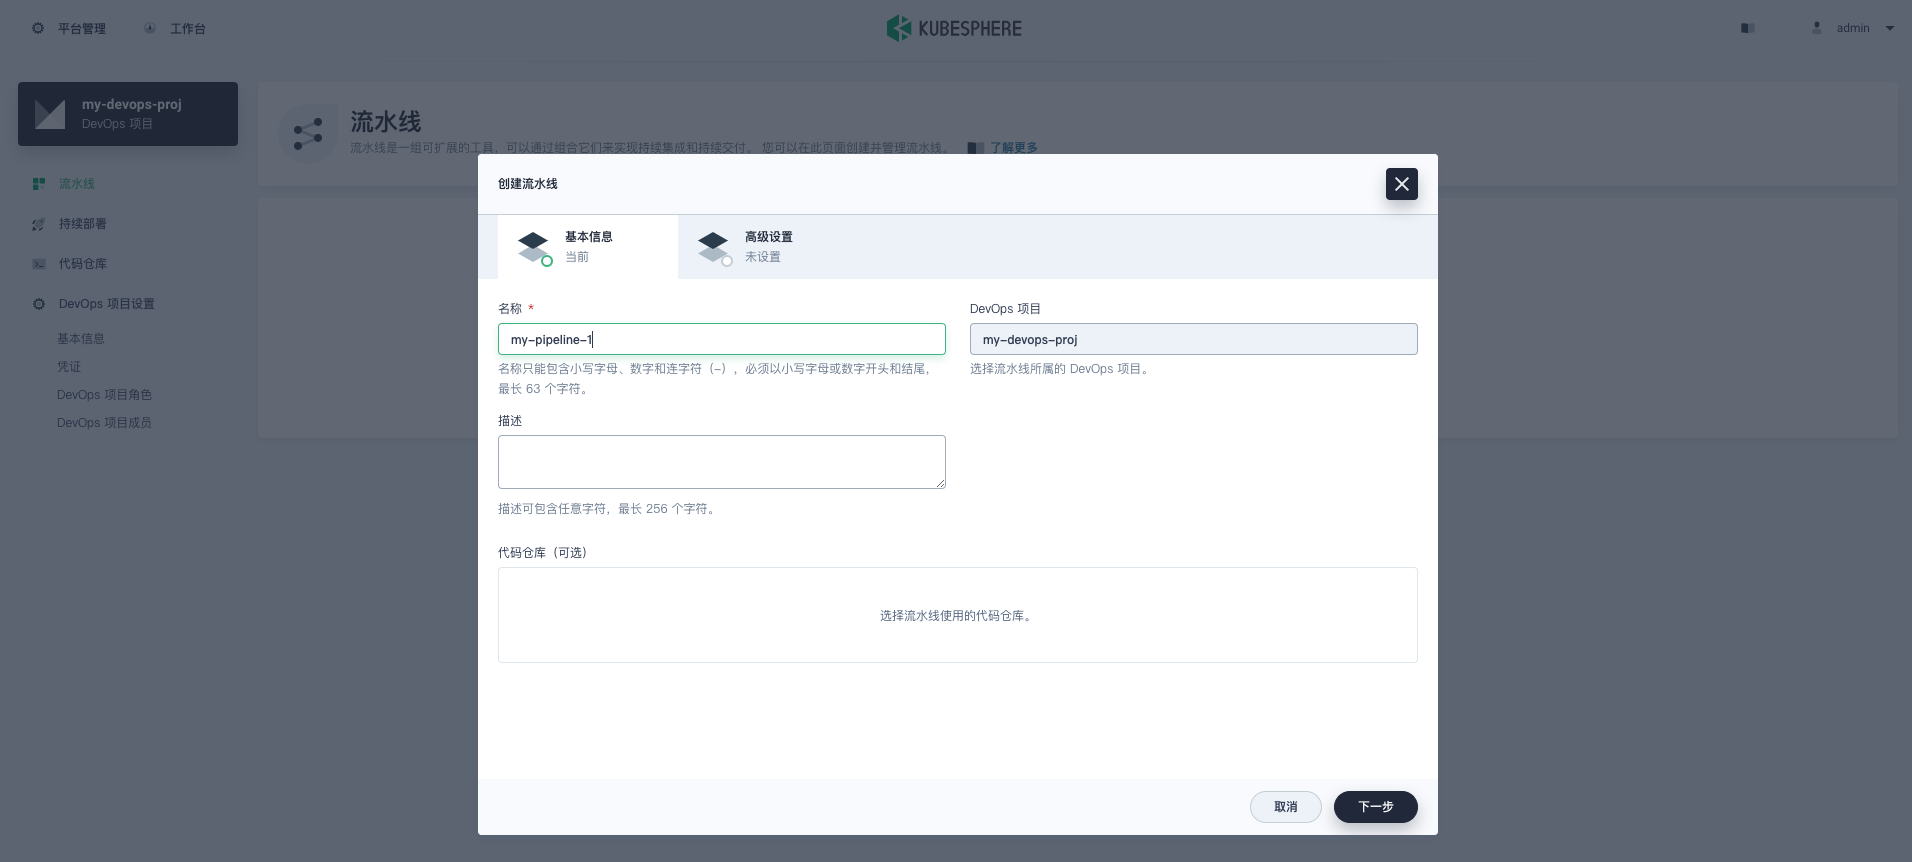 平台管理
工作台
KUBESPHERE
admin
my-devops-proj
DevOps 项目
流水线
持续部署
代码仓库
DevOps 项目设置
基本信息
凭证
DevOps 项目角色
DevOps 项目成员
流水线
流水线是一组可扩展的工具，可以通过组合它们来实现持续集成和持续交付。 您可以在此页面创建并管理流水线。 了解更多
创建流水线
基本信息
当前
高级设置
未设置
名称 *
my-pipeline-1
名称只能包含小写字母、数字和连字符（-），必须以小写字母或数字开头和结尾，
最长 63 个字符。
DevOps 项目
my-devops-proj
选择流水线所属的 DevOps 项目。
描述
描述可包含任意字符，最长 256 个字符。
代码仓库（可选）
选择流水线使用的代码仓库。
取消
下一步